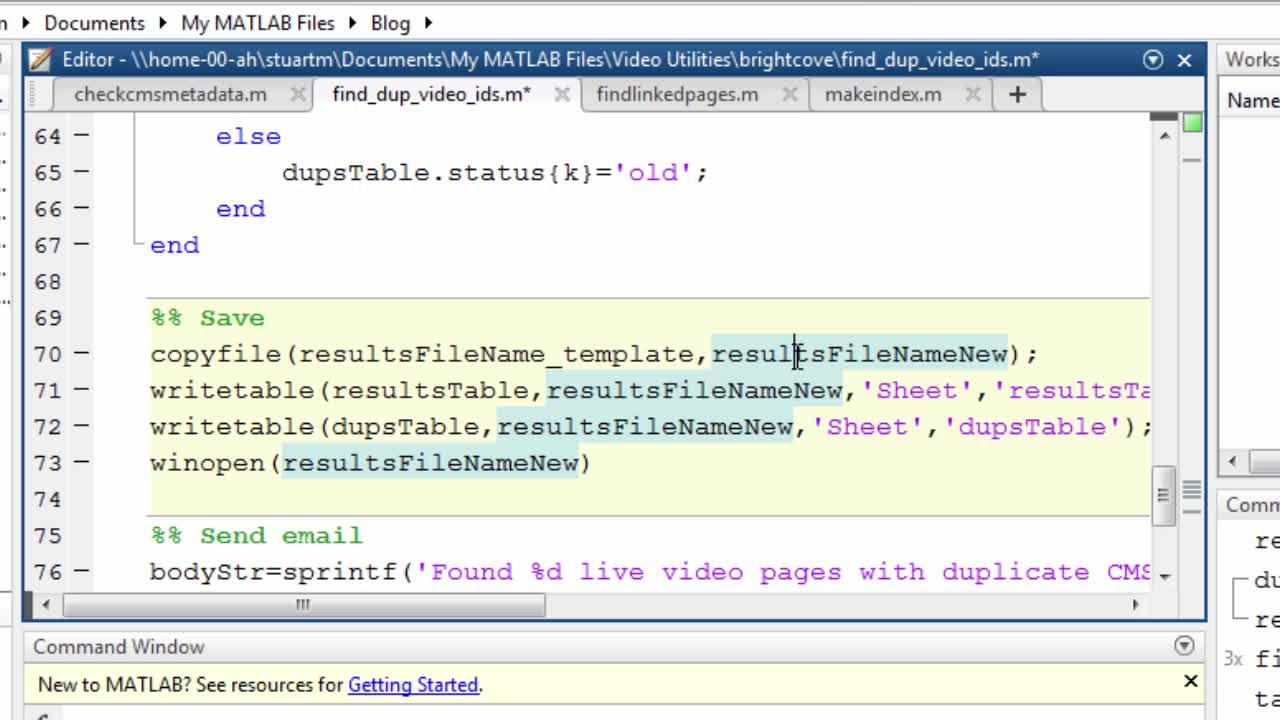 n ▸ Documents ▸ My MATLAB Files ▸ Blog ▸
Editor - \\home-00-ah\stuartm\Documents\My MATLAB Files\Video Utilities\brightcove\find_dup_video_ids.m*
Works
checkcmsmetadata.m
find_dup_video_ids.m*
findlinkedpages.m
makeindex.m
+
Name
64 − else
65 − dupsTable.status{k}='old';
66 − end
67 − end
68
69 %% Save
70 − copyfile(resultsFileName_template,resultsFileNameNew);
71 − writetable(resultsTable,resultsFileNameNew,'Sheet','resultsTa
72 − writetable(dupsTable,resultsFileNameNew,'Sheet','dupsTable');
73 − winopen(resultsFileNameNew)
74
75 %% Send email
76 − bodyStr=sprintf('Found %d live video pages with duplicate CMS
Comm
re
du
re
3x fi
ta
Command Window
New to MATLAB? See resources for Getting Started.